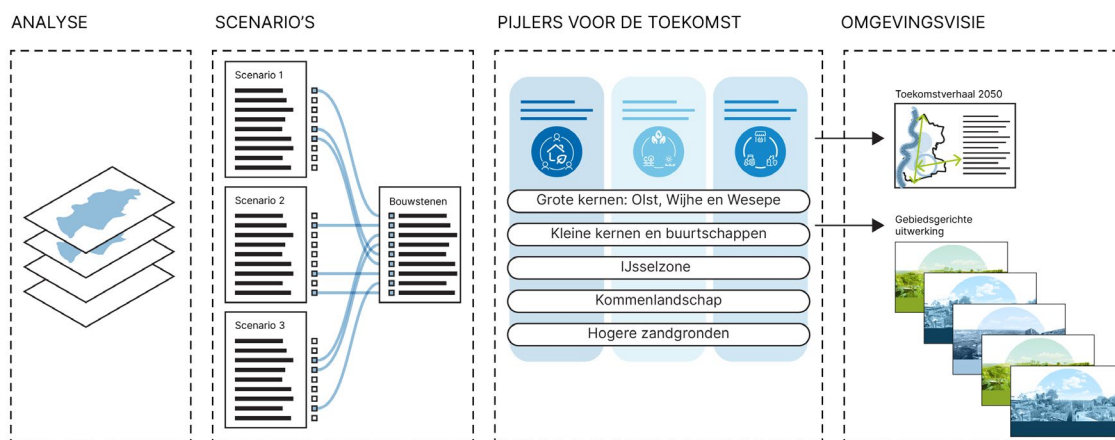 ANALYSE
SCENARIO'S
PIJLERS VOOR DE TOEKOMST
OMGEVINGSVISIE
Scenario 1
Scenario 2
Scenario 3
Bouwstenen
Grote kernen: Olst, Wijhe en Wesepe
Kleine kernen en buurtschappen
IJsselzone
Kommenlandschap
Hogere zandgronden
Toekomstverhaal 2050
Gebiedsgerichte
uitwerking